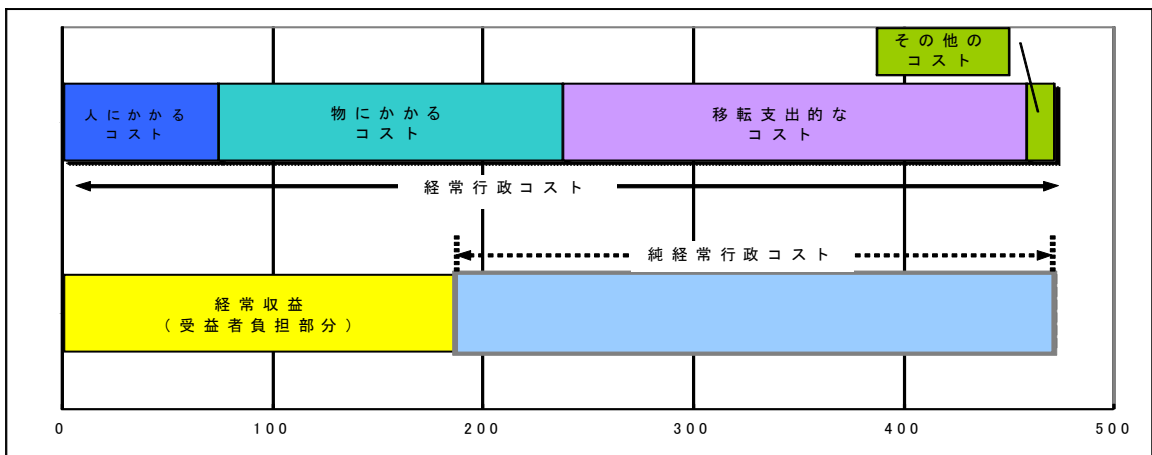 その他の
コスト
人にかかる
コスト
物にかかる
コスト
移転支出的な
コスト
経常行政コスト
純経常行政コスト
経常収益
(受益者負担部分)
0 100 200 300 400 500